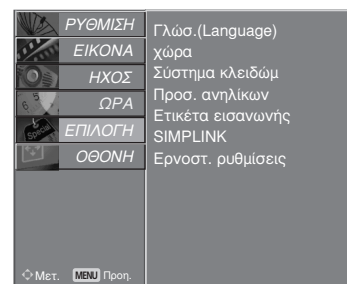 ΡΥΘΜΙΣΗ
ΕΙΚΟΝΑ
ΗΧΟΣ
ΩΡΑ
ΕΠΙΛΟΓΗ
ΟΘΟΝΗ
Γλώσ.(Language)
χώρα
Σύστημα κλειδώμ
Προσ. ανηλίκων
Ετικέτα εισανωνής
SIMPLINK
Ερνοστ. ρυθμίσεις
Μετ. MENU Προη.